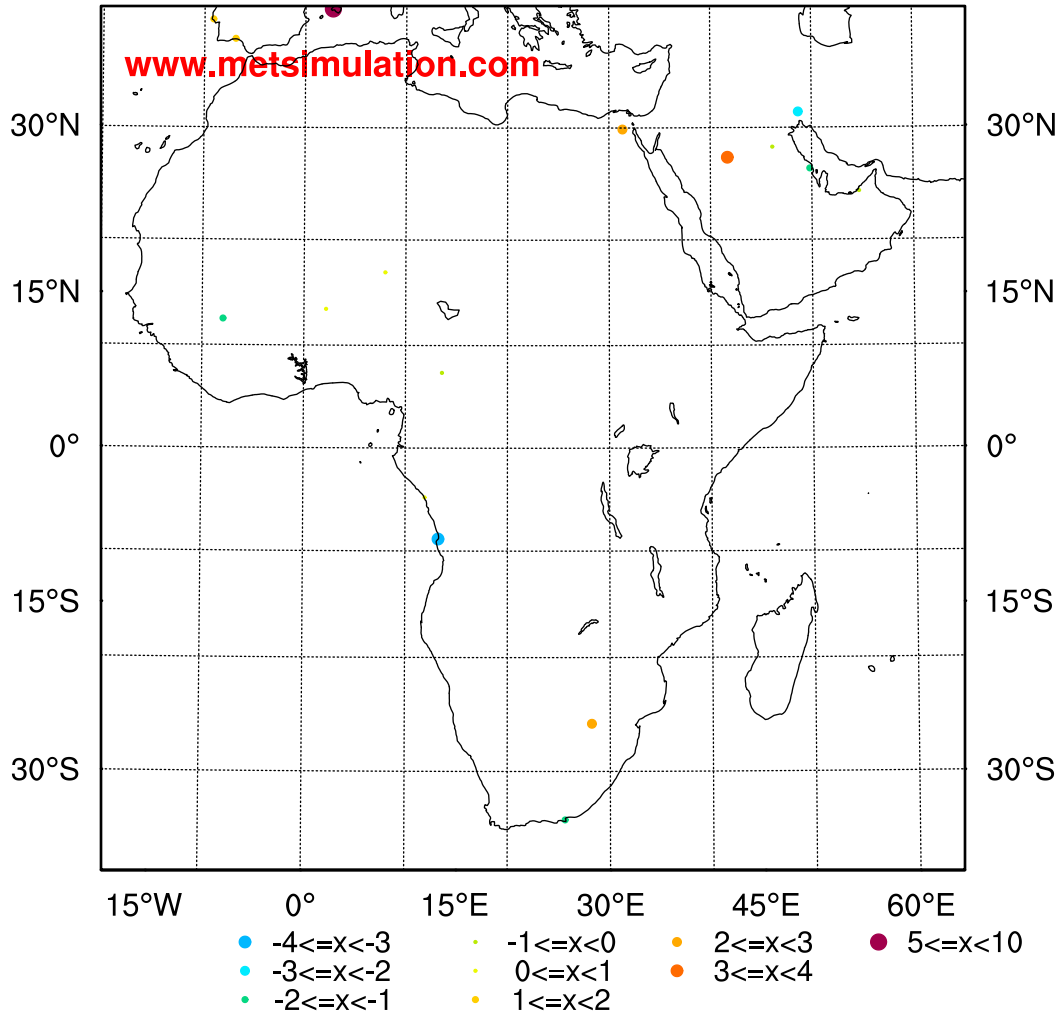 www.metsimulation.com
30°N 30°N
15°N 15°N
0° 0°
15°S 15°S
30°S 30°S
15°W 0° 15°E 30°E 45°E 60°E
-4<=x<-3 -1<=x<0 2<=x<3 5<=x<10
-3<=x<-2 0<=x<1 3<=x<4
-2<=x<-1 1<=x<2